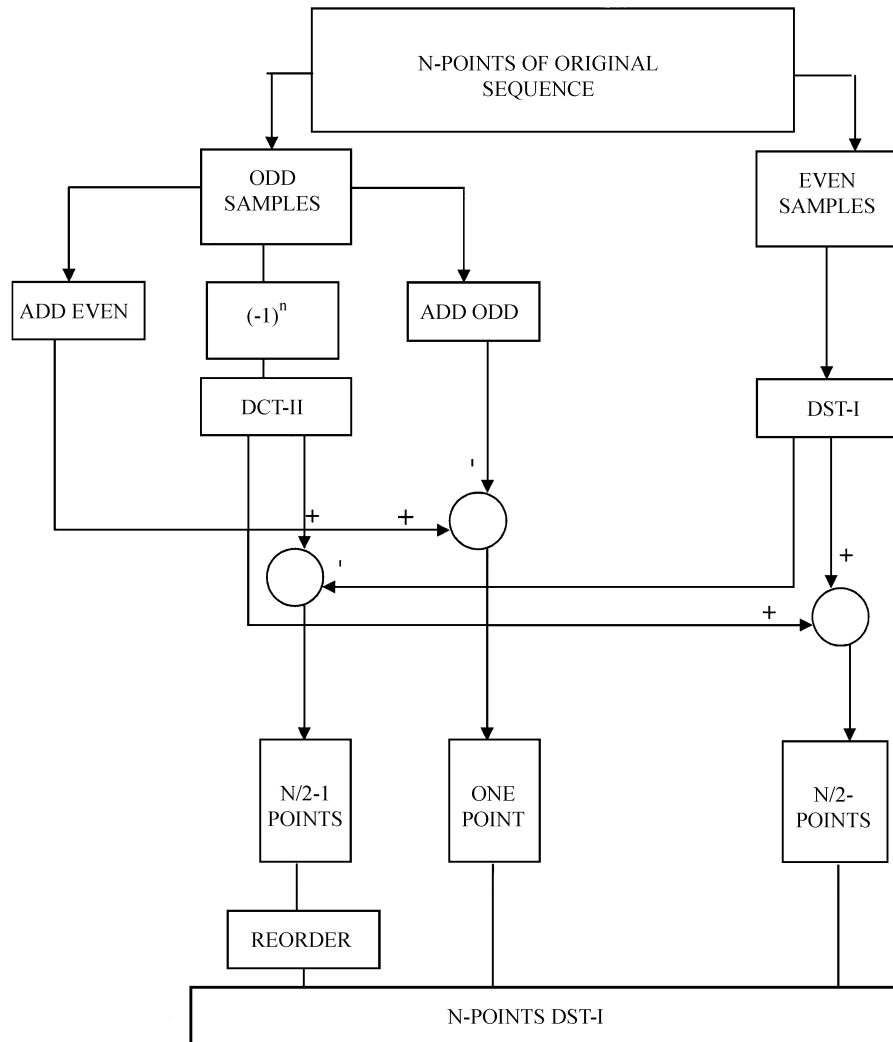 N-POINTS OF ORIGINAL
SEQUENCE
ODD
SAMPLES
EVEN
SAMPLES
ADD EVEN
(-1)ⁿ
ADD ODD
DCT-II
DST-I
'
+
+
'
+
+
N/2-1
POINTS
ONE
POINT
N/2-
POINTS
REORDER
N-POINTS DST-I